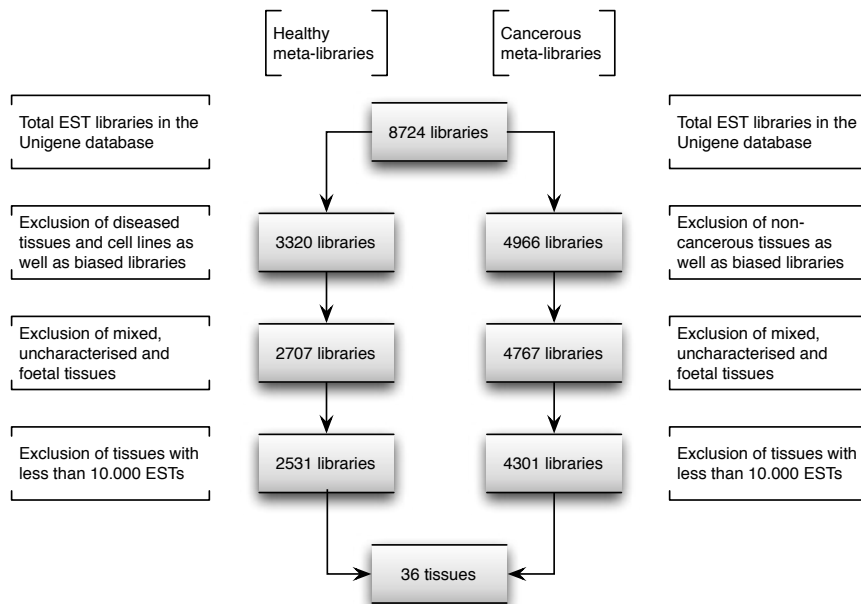 Healthy
meta-libraries
Cancerous
meta-libraries
Total EST libraries in the
Unigene database
8724 libraries
Total EST libraries in the
Unigene database
Exclusion of diseased
tissues and cell lines as
well as biased libraries
3320 libraries
4966 libraries
Exclusion of non-
cancerous tissues as
well as biased libraries
Exclusion of mixed,
uncharacterised and
foetal tissues
2707 libraries
4767 libraries
Exclusion of mixed,
uncharacterised and
foetal tissues
Exclusion of tissues with
less than 10.000 ESTs
2531 libraries
4301 libraries
Exclusion of tissues with
less than 10.000 ESTs
36 tissues